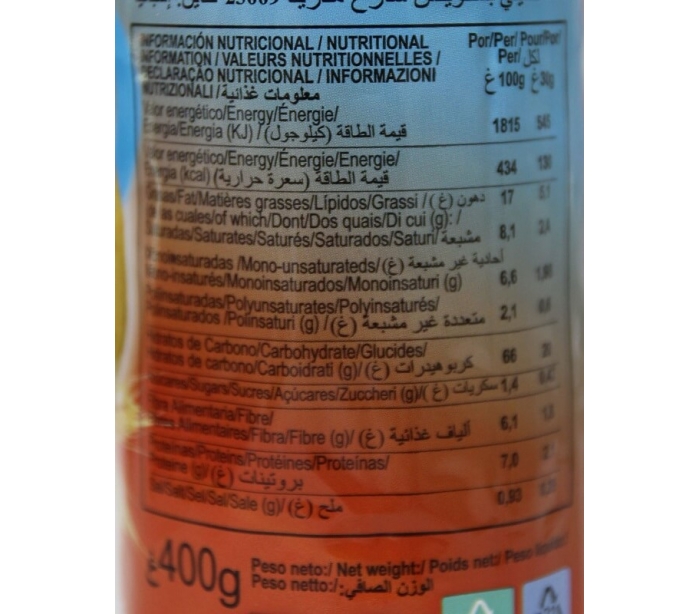 INFORMACIÓN NUTRICIONAL / NUTRITIONAL Por/Per/
INFORMATION / VALEURS NUTRITIONNELLES / Per/ لكل
DECLARAÇÃO NUTRICIONAL / INFORMAZIONI غ 100g غ 30g
NUTRIZIONALI / معلومات غذائية
Valor energético/Energy/Énergie/
Energia/Energia (KJ) / قيمة الطاقة (كيلوجول) 1815 545
Valor energético/Energy/Énergie/Energie/
Energia (kcal) قيمة الطاقة (سعرة حرارية) 434 130
Grasas/Fat/Matières grasses/Lípidos/Grassi / دهون (غ) 17 5,1
cuales/of which/Dont/Dos quais/Di cui (g): /
Saturadas/Saturates/Saturés/Saturados/Saturi/ مشبعة 8,1
Monoinsaturadas /Mono-unsaturateds/ أحادية غير مشبعة (غ)
Mono-insaturés/Monoinsaturados/Monoinsaturi (g) 6,6
Polinsaturadas/Polyunsaturates/Polyinsaturés/
/Polinsaturi (g) / متعددة غير مشبعة (غ) 2,1
Hidratos de Carbono/Carbohydrate/Glucides/
Hidratos de carbono/Carboidrati (g)/ كربوهيدرات (غ) 66
Azúcares/Sugars/Sucres/Açúcares/Zuccheri (g)/ سكريات (غ) 1,4
Fibra Alimentaria/Fibre/
Alimentaires/Fibra/Fibre (g)/ ألياف غذائية (غ) 6,1
Proteínas/Proteins/Protéines/Proteínas/
Proteine (g)/ بروتينات (غ) 7,0
Sal/Salt/Sel/Sal/Sale (g)/ ملح (غ) 0,93
غ400g Peso neto:/ Net weight:/ Poids net:/ Peso
Peso netto:/ الوزن الصافي: